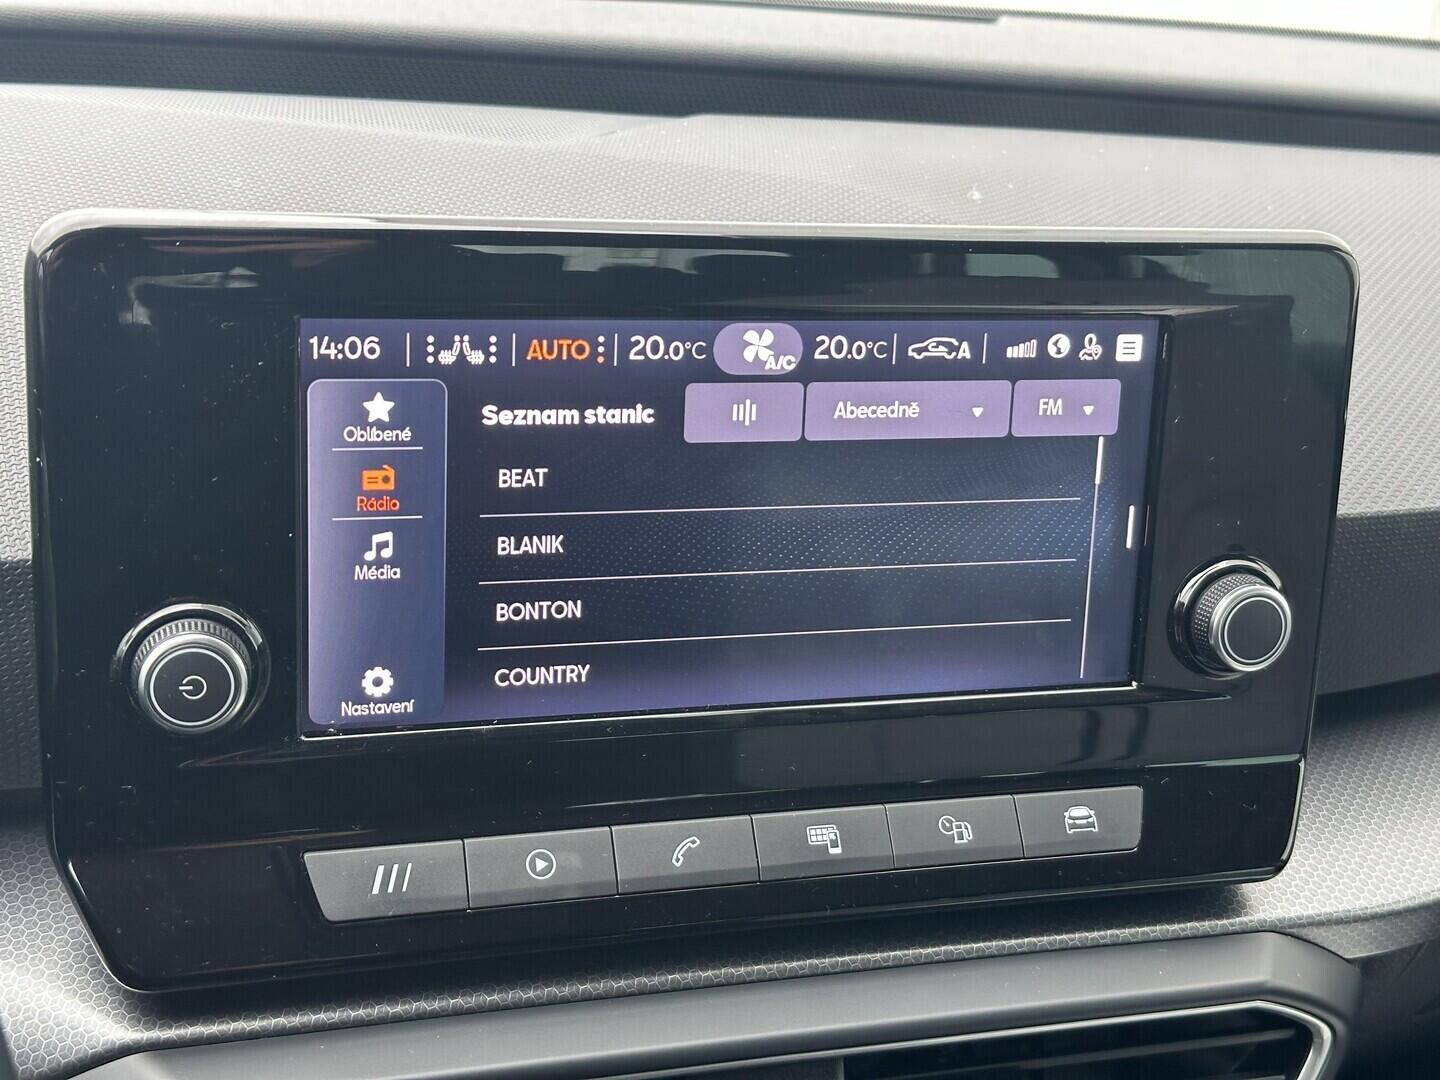 14:06 AUTO 20.0°C A/C 20.0°C A
Oblíbené
Rádio
Média
Nastavení
Seznam stanic Abecedně FM
BEAT
BLANIK
BONTON
COUNTRY